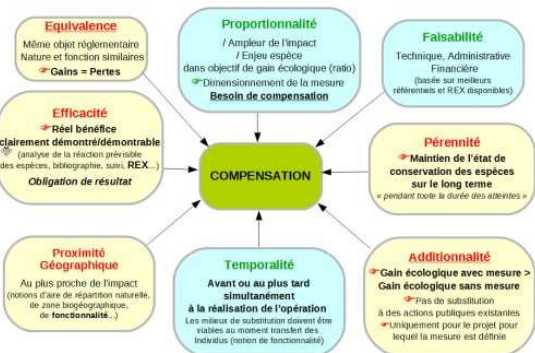 Equivalence
Même objet réglementaire
Nature et fonction similaires
☞Gains = Pertes
Proportionnalité
/ Ampleur de l'impact
/ Enjeu espèce
dans objectif de gain écologique (ratio)
☞Dimensionnement de la mesure
Besoin de compensation
Faisabilité
Technique, Administrative
Financière
(basée sur meilleurs
référentiels et REX disponibles)
Efficacité
☞Réel bénéfice
clairement démontré/démontrable
(analyse de la réaction prévisible
des espèces, bibliographie, suivi, REX...)
Obligation de résultat
COMPENSATION
Pérennité
☞Maintien de l'état de
conservation des espèces
sur le long terme
« pendant toute la durée des atteintes »
Proximité
Géographique
Au plus proche de l'impact
(notions d'aire de répartition naturelle,
de zone biogéographique,
de fonctionnalité...)
Temporalité
Avant ou au plus tard
simultanément
à la réalisation de l'opération
Les milieux de substitution doivent être
viables au moment transfert des
Individus (notion de fonctionnalité)
Additionnalité
☞Gain écologique avec mesure >
Gain écologique sans mesure
☞Pas de substitution
à des actions publiques existantes
☞Uniquement pour le projet pour
lequel la mesure est définie